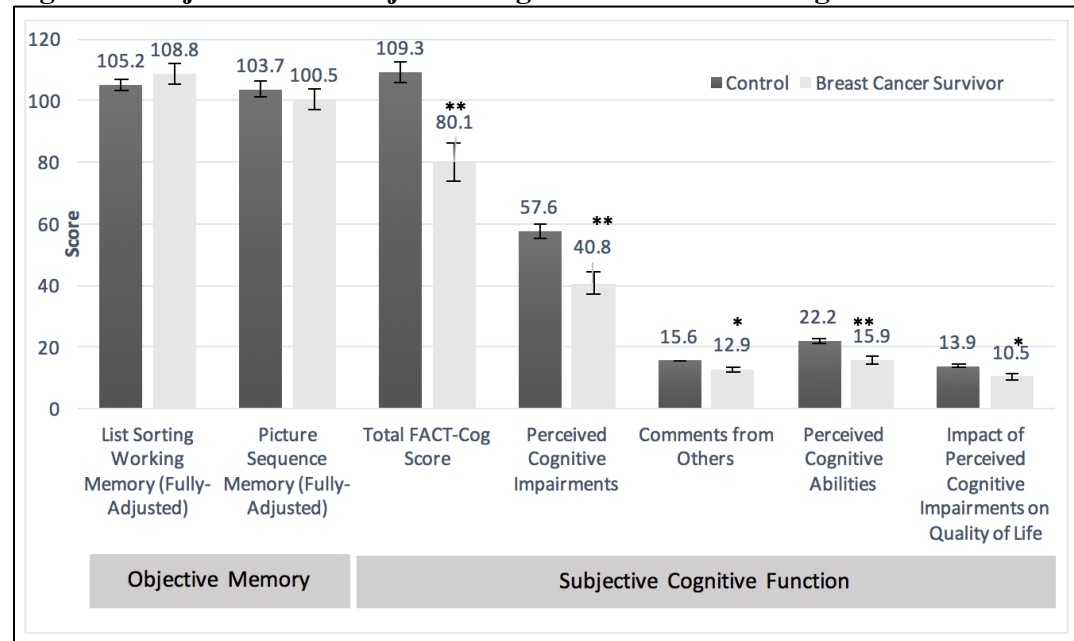 120
100
80
60
40
20
0
Score
105.2
108.8
103.7
100.5
109.3
**
80.1
57.6
**
40.8
15.6
*
12.9
22.2
**
15.9
13.9
*
10.5
Control
Breast Cancer Survivor
List Sorting
Working
Memory (Fully-
Adjusted)
Picture
Sequence
Memory (Fully-
Adjusted)
Total FACT-Cog
Score
Perceived
Cognitive
Impairments
Comments from
Others
Perceived
Cognitive
Abilities
Impact of
Perceived
Cognitive
Impairments on
Quality of Life
Objective Memory
Subjective Cognitive Function